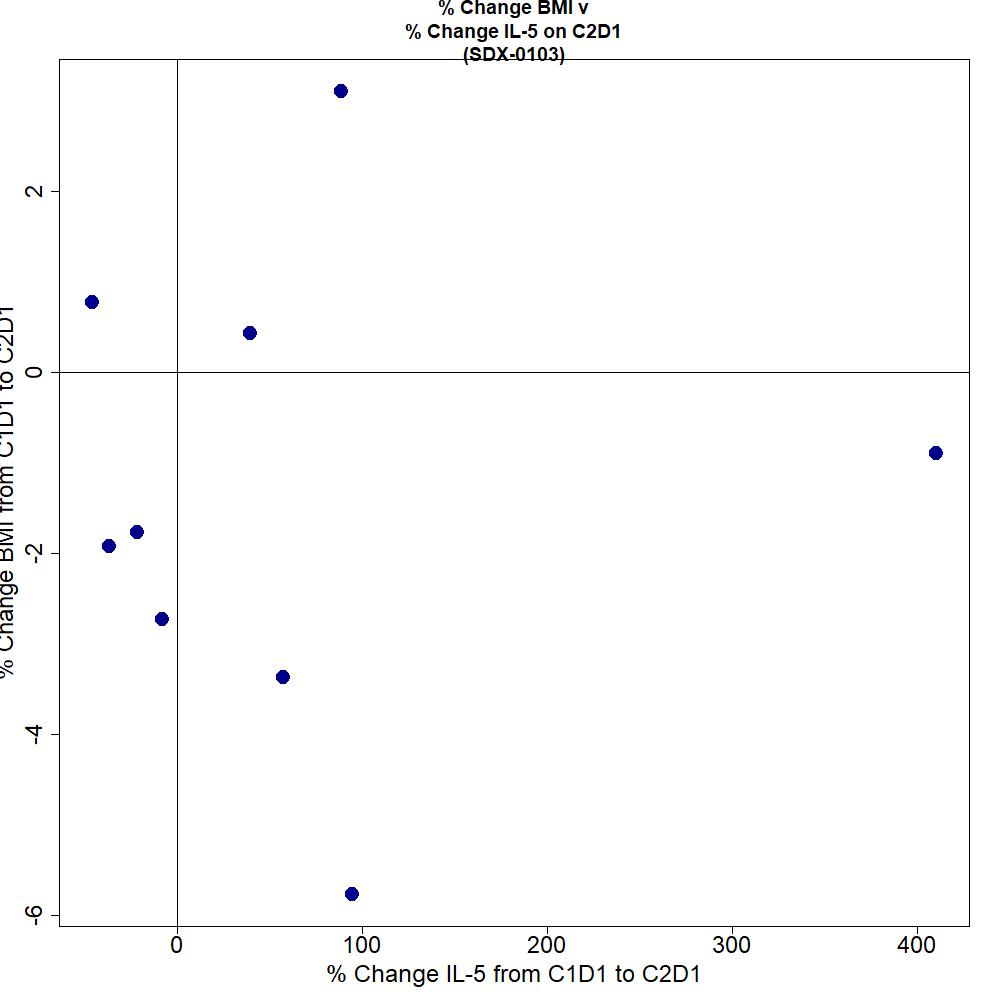 % Change BMI v
% Change IL-5 on C2D1
(SDX-0103)
% Change BMI from C1D1 to C2D1
2
0
-2
-4
-6
0 100 200 300 400
% Change IL-5 from C1D1 to C2D1